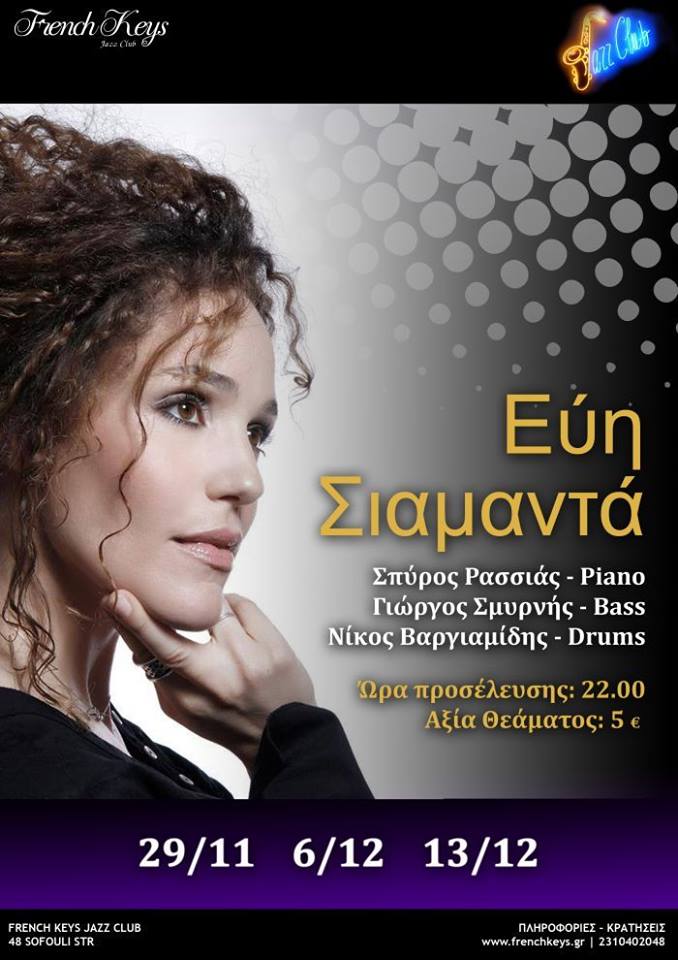 French Keys
Jazz Club
Jazz Club
Εύη
Σιαμαντά
Σπύρος Ρασσιάς - Piano
Γιώργος Σμυρνής - Bass
Νίκος Βαργιαμίδης - Drums
Ώρα προσέλευσης: 22.00
Αξία Θεάματος: 5 €
29/11 6/12 13/12
FRENCH KEYS JAZZ CLUB
48 SOFOULI STR
ΠΛΗΡΟΦΟΡΙΕΣ - ΚΡΑΤΗΣΕΙΣ
www.frenchkeys.gr | 2310402048